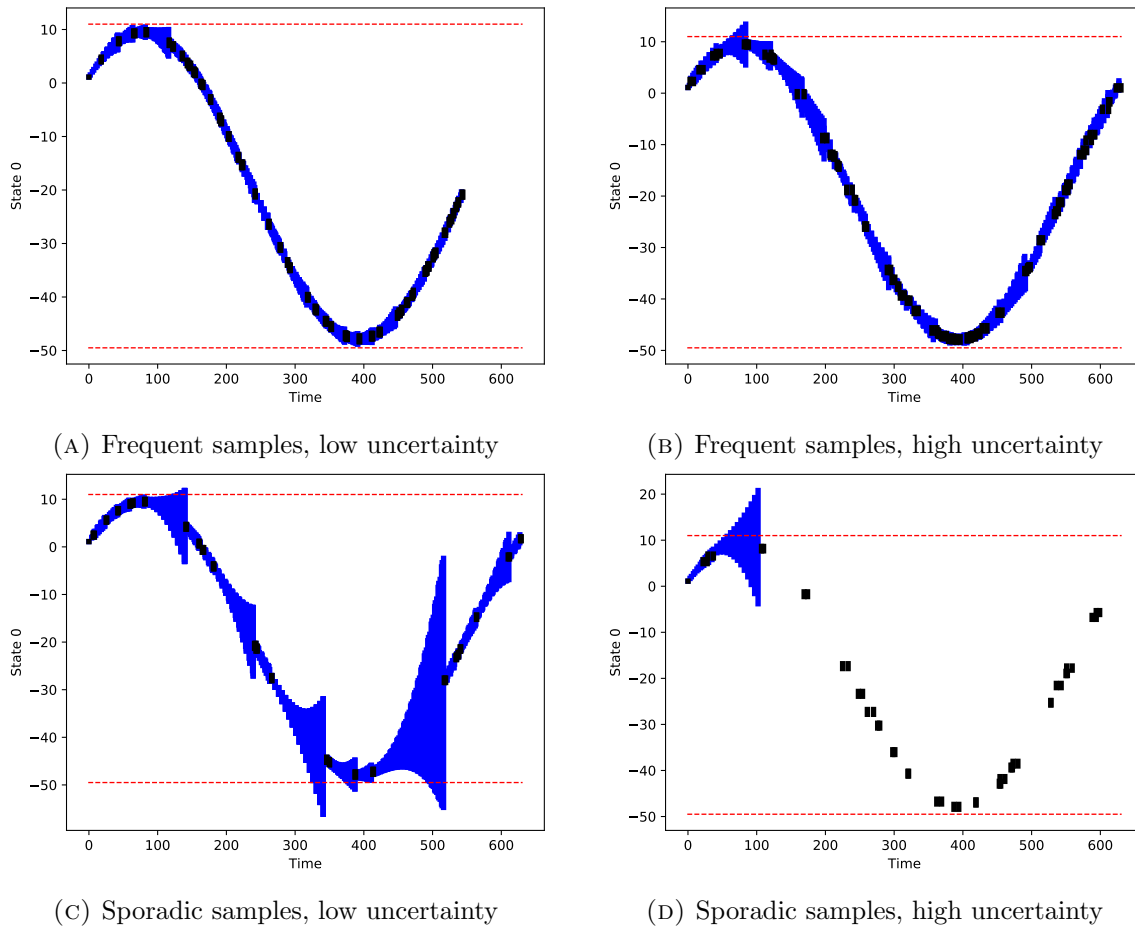 10
0
−10
−20
−30
−40
−50
State 0
0 100 200 300 400 500 600
Time
(A) Frequent samples, low uncertainty
10
0
−10
−20
−30
−40
−50
State 0
0 100 200 300 400 500 600
Time
(B) Frequent samples, high uncertainty
10
0
−10
−20
−30
−40
−50
State 0
0 100 200 300 400 500 600
Time
(C) Sporadic samples, low uncertainty
20
10
0
−10
−20
−30
−40
−50
State 0
0 100 200 300 400 500 600
Time
(D) Sporadic samples, high uncertainty